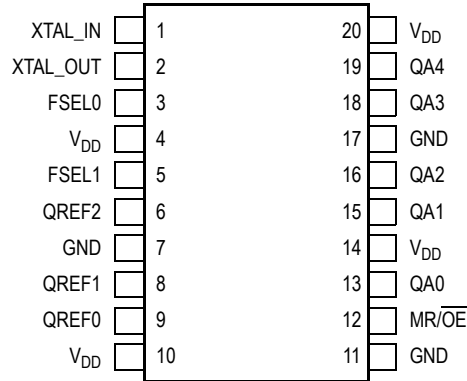 XTAL_IN 1 20 VDD
XTAL_OUT 2 19 QA4
FSEL0 3 18 QA3
VDD 4 17 GND
FSEL1 5 16 QA2
QREF2 6 15 QA1
GND 7 14 VDD
QREF1 8 13 QA0
QREF0 9 12 MR/OE
VDD 10 11 GND